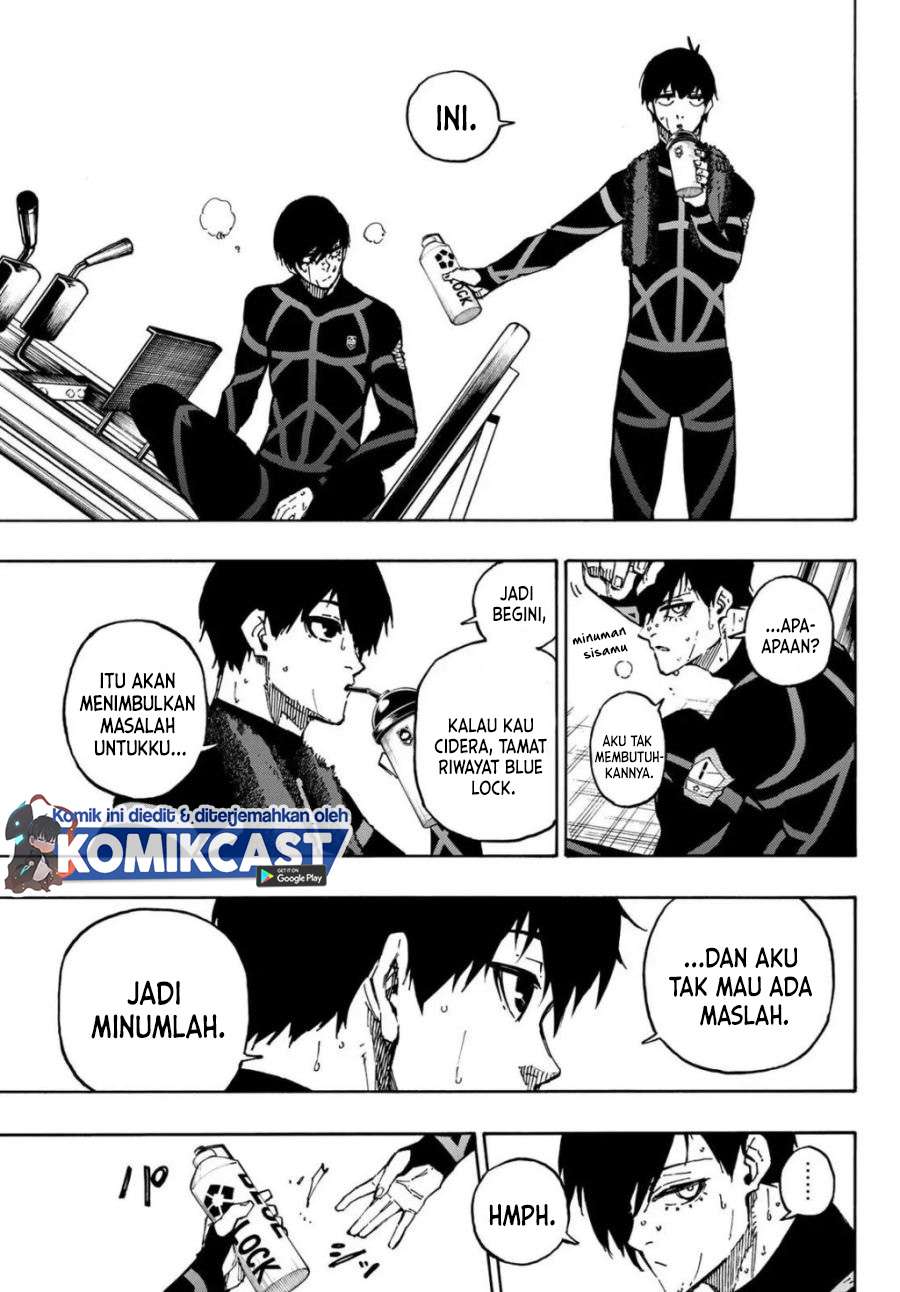 INI.
LOCK
...APA-
APAAN?
minuman
sisamu
AKU TAK
MEMBUTUH-
KANNYA.
JADI
BEGINI,
KALAU KAU
CIDERA, TAMAT
RIWAYAT BLUE
LOCK.
ITU AKAN
MENIMBULKAN
MASALAH
UNTUKKU...
Komik ini diedit & diterjemahkan oleh
KOMIKCAST
GET IT ON
Google Play
...DAN AKU
TAK MAU ADA
MASLAH.
JADI
MINUMLAH.
......
HMPH.
LOCK